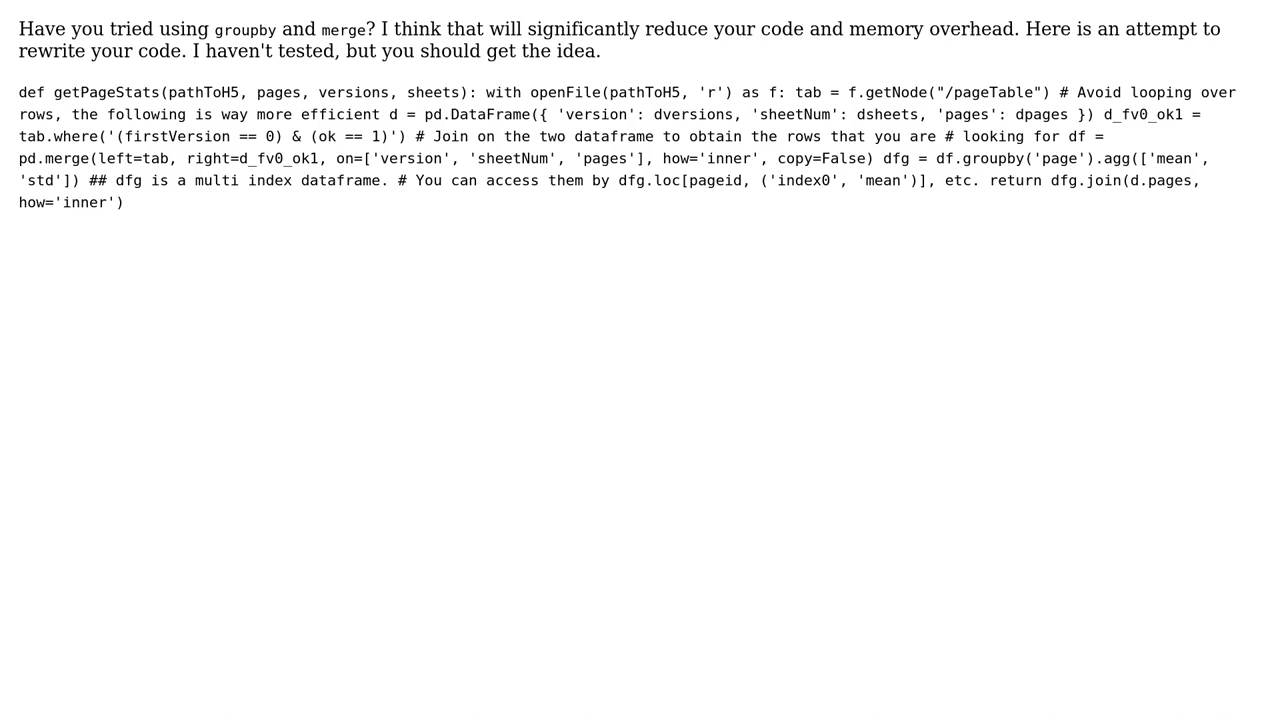 Have you tried using groupby and merge? I think that will significantly reduce your code and memory overhead. Here is an attempt to
rewrite your code. I haven't tested, but you should get the idea.
def getPageStats(pathToH5, pages, versions, sheets): with openFile(pathToH5, 'r') as f: tab = f.getNode("/pageTable") # Avoid looping over
rows, the following is way more efficient d = pd.DataFrame({ 'version': dversions, 'sheetNum': dsheets, 'pages': dpages }) d_fv0_ok1 =
tab.where('(firstVersion == 0) & (ok == 1)') # Join on the two dataframe to obtain the rows that you are # looking for df =
pd.merge(left=tab, right=d_fv0_ok1, on=['version', 'sheetNum', 'pages'], how='inner', copy=False) dfg = df.groupby('page').agg(['mean',
'std']) ## dfg is a multi index dataframe. # You can access them by dfg.loc[pageid, ('index0', 'mean')], etc. return dfg.join(d.pages,
how='inner')